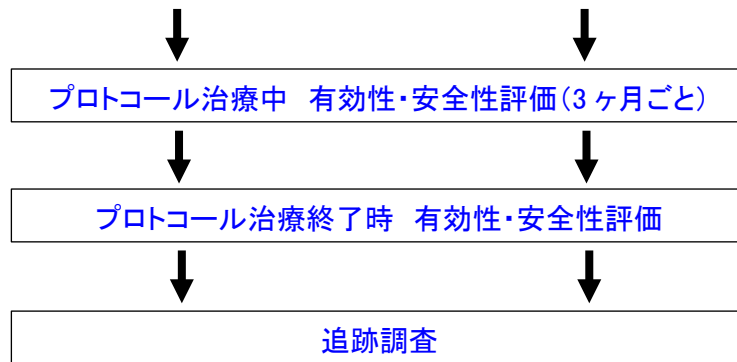 プロトコール治療中　有効性・安全性評価(3 ヶ月ごと)
プロトコール治療終了時　有効性・安全性評価
追跡調査